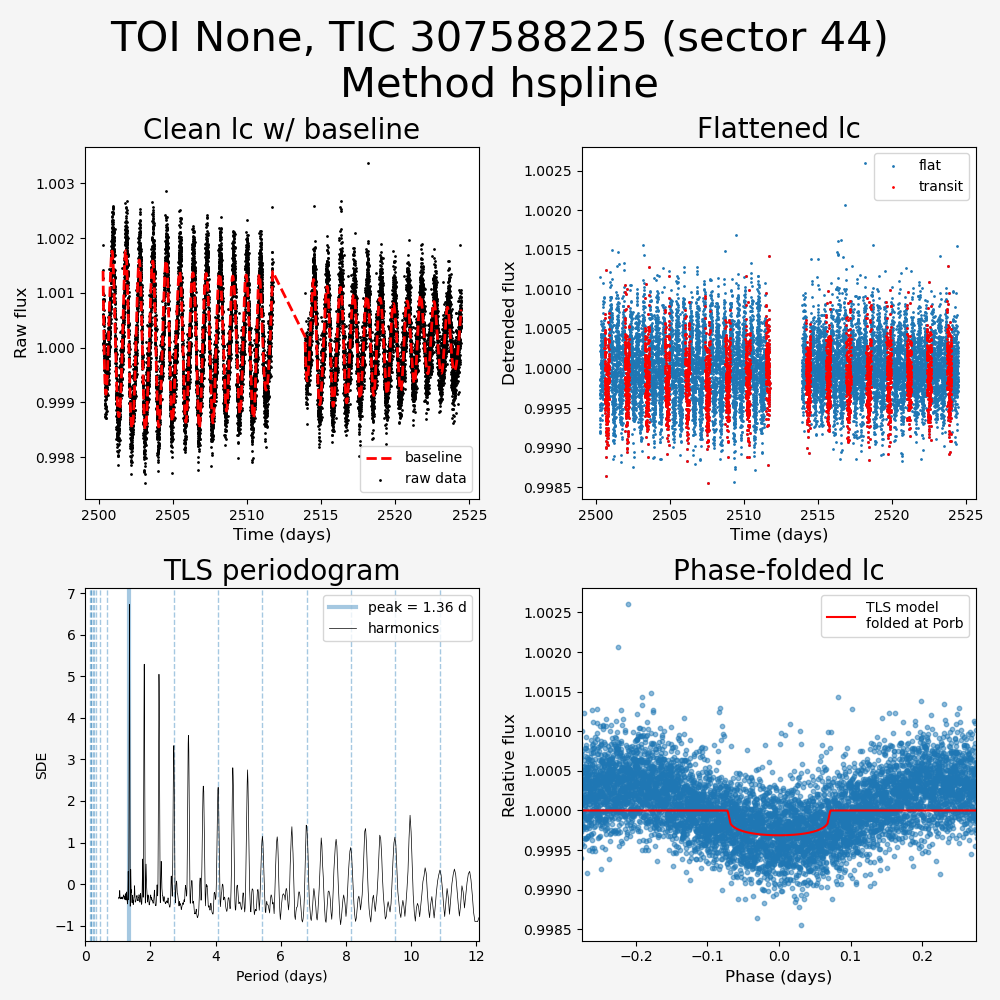 TOI None, TIC 307588225 (sector 44)
Method hspline
Clean lc w/ baseline
Raw flux
1.003
1.002
1.001
1.000
0.999
0.998
baseline
raw data
2500
2505
2510
2515
2520
2525
Time (days)
Flattened lc
Detrended flux
1.0025
1.0020
1.0015
1.0010
1.0005
1.0000
0.9995
0.9990
0.9985
flat
transit
2500
2505
2510
2515
2520
2525
Time (days)
TLS periodogram
SDE
7
6
5
4
3
2
1
0
−1
peak = 1.36 d
harmonics
0
2
4
6
8
10
12
Period (days)
Phase-folded lc
Relative flux
1.0025
1.0020
1.0015
1.0010
1.0005
1.0000
0.9995
0.9990
0.9985
TLS model
folded at Porb
−0.2
−0.1
0.0
0.1
0.2
Phase (days)